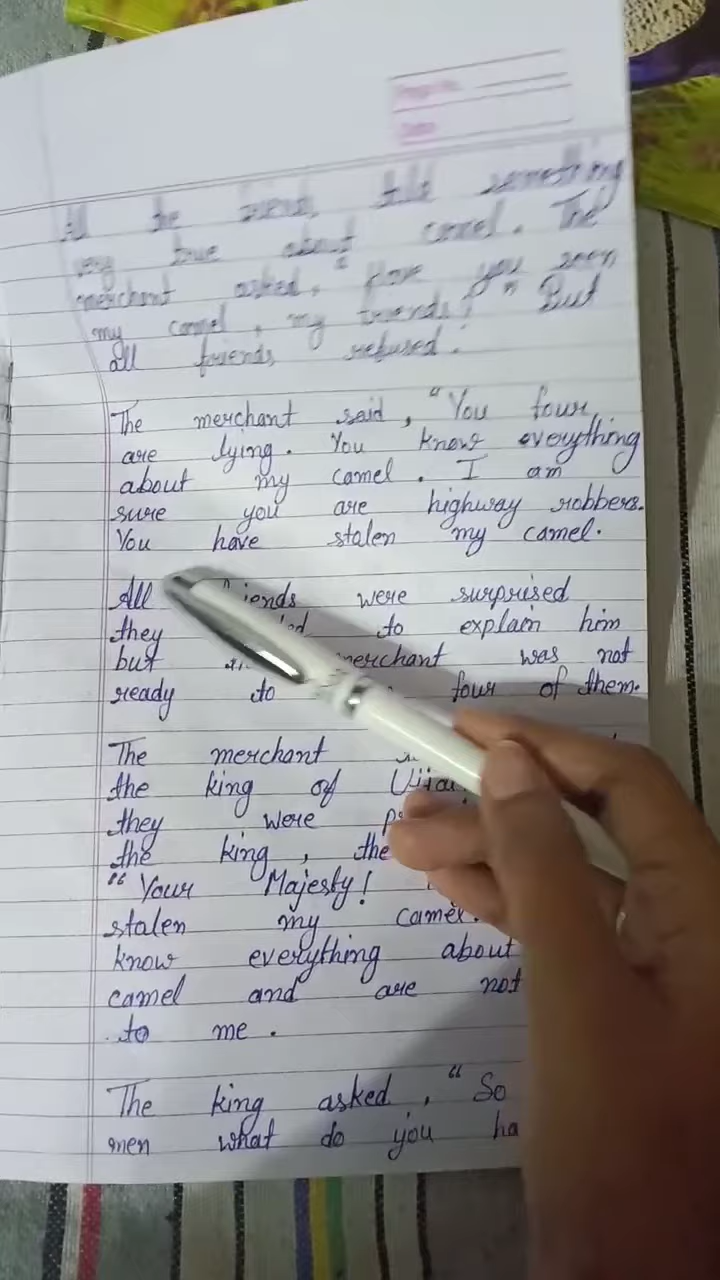 All the friends told something
very true about camel. The
merchant asked, "Have you seen
my camel, my friends!" But
all friends refused.
The merchant said, "You four
are lying. You know everything
about my camel. I am
sure you are highway robbers.
You have stalen my camel.
All were surprised
they to explain him
but merchant was not
ready to four of them.
The merchant
the king of
they were
the king, the
"Your Majesty!
stalen my camel.
know everything about
camel and are not
to me.
The king asked, "So
men what do you